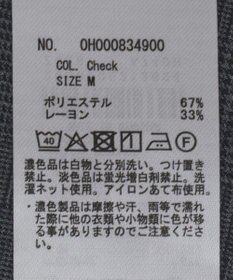 NO. 0H000834900
COL. Check
SIZE M
ポリエステル 67%
レーヨン 33%
40 F
濃色品は白物と分別洗い。つけ置き
禁止、淡色品は蛍光増白剤禁止。洗
濯ネット使用。アイロンあて布使用。
・濃色製品は摩擦や汗、雨等で濡れ
た際に他の衣類や小物類に色が移
る事がありますのでご注意くださ
い。